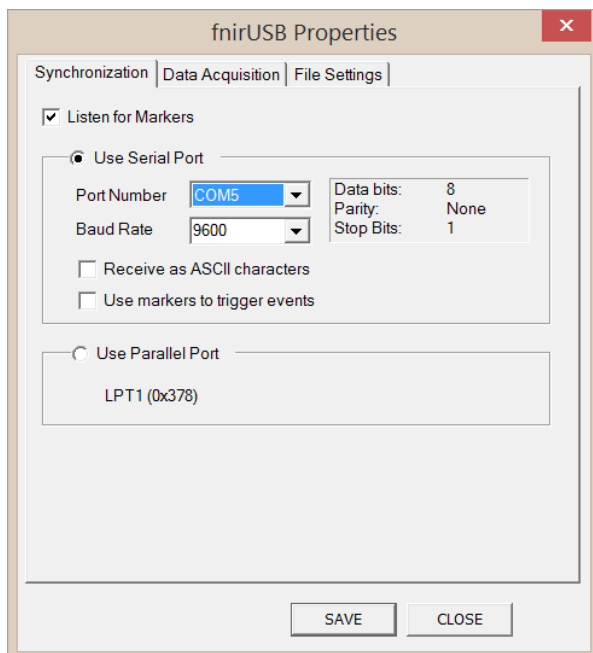 fnirUSB Properties
Synchronization Data Acquisition File Settings
Listen for Markers
Use Serial Port
Port Number COM5
Baud Rate 9600
Data bits: 8
Parity: None
Stop Bits: 1
Receive as ASCII characters
Use markers to trigger events
Use Parallel Port
LPT1 (0x378)
SAVE CLOSE